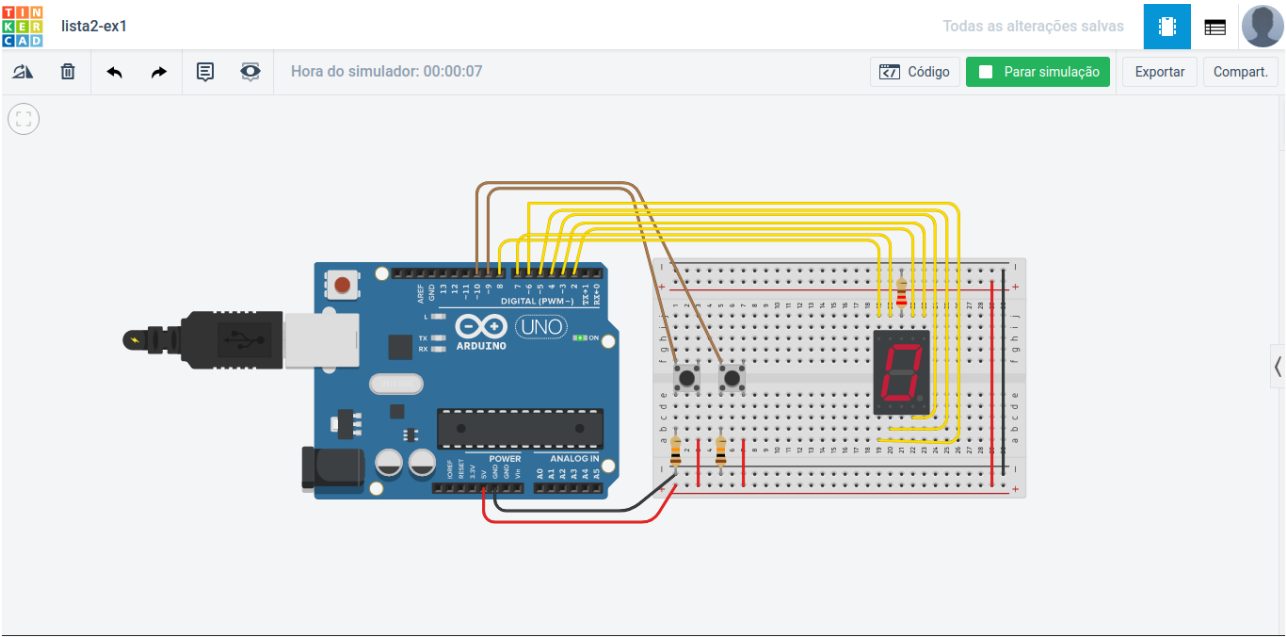 TIN
KER
CAD
lista2-ex1
Todas as alterações salvas
Hora do simulador: 00:00:07
Código
Parar simulação
Exportar
Compart.
AREF
GND
13
12
~11
~10
~9
8
7
~6
~5
4
~3
2
TX→1
RX←0
DIGITAL (PWM~)
L
TX
RX
UNO
ON
ARDUINO
POWER
ANALOG IN
IOREF
RESET
3.3V
5V
GND
GND
Vin
A0
A1
A2
A3
A4
A5